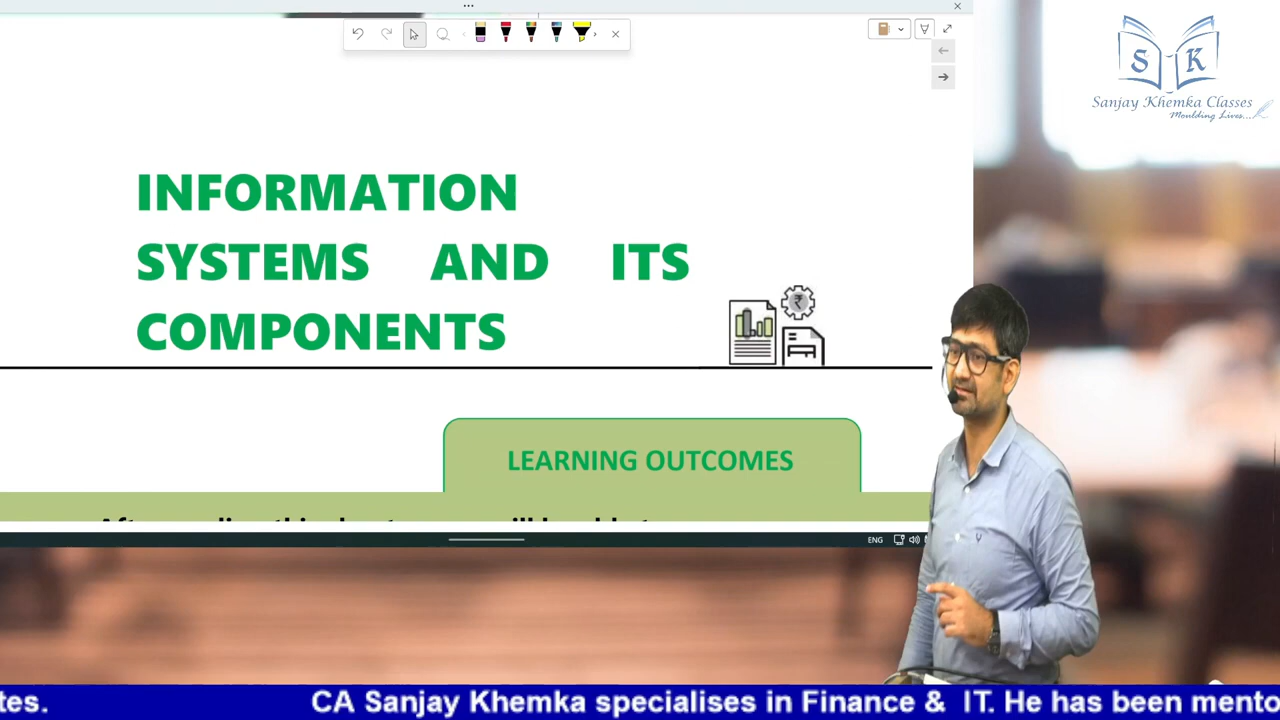 S K
Sanjay Khemka Classes
Moulding Lives...
INFORMATION
SYSTEMS AND ITS
COMPONENTS
LEARNING OUTCOMES
ENG
tes. CA Sanjay Khemka specialises in Finance & IT. He has been mento